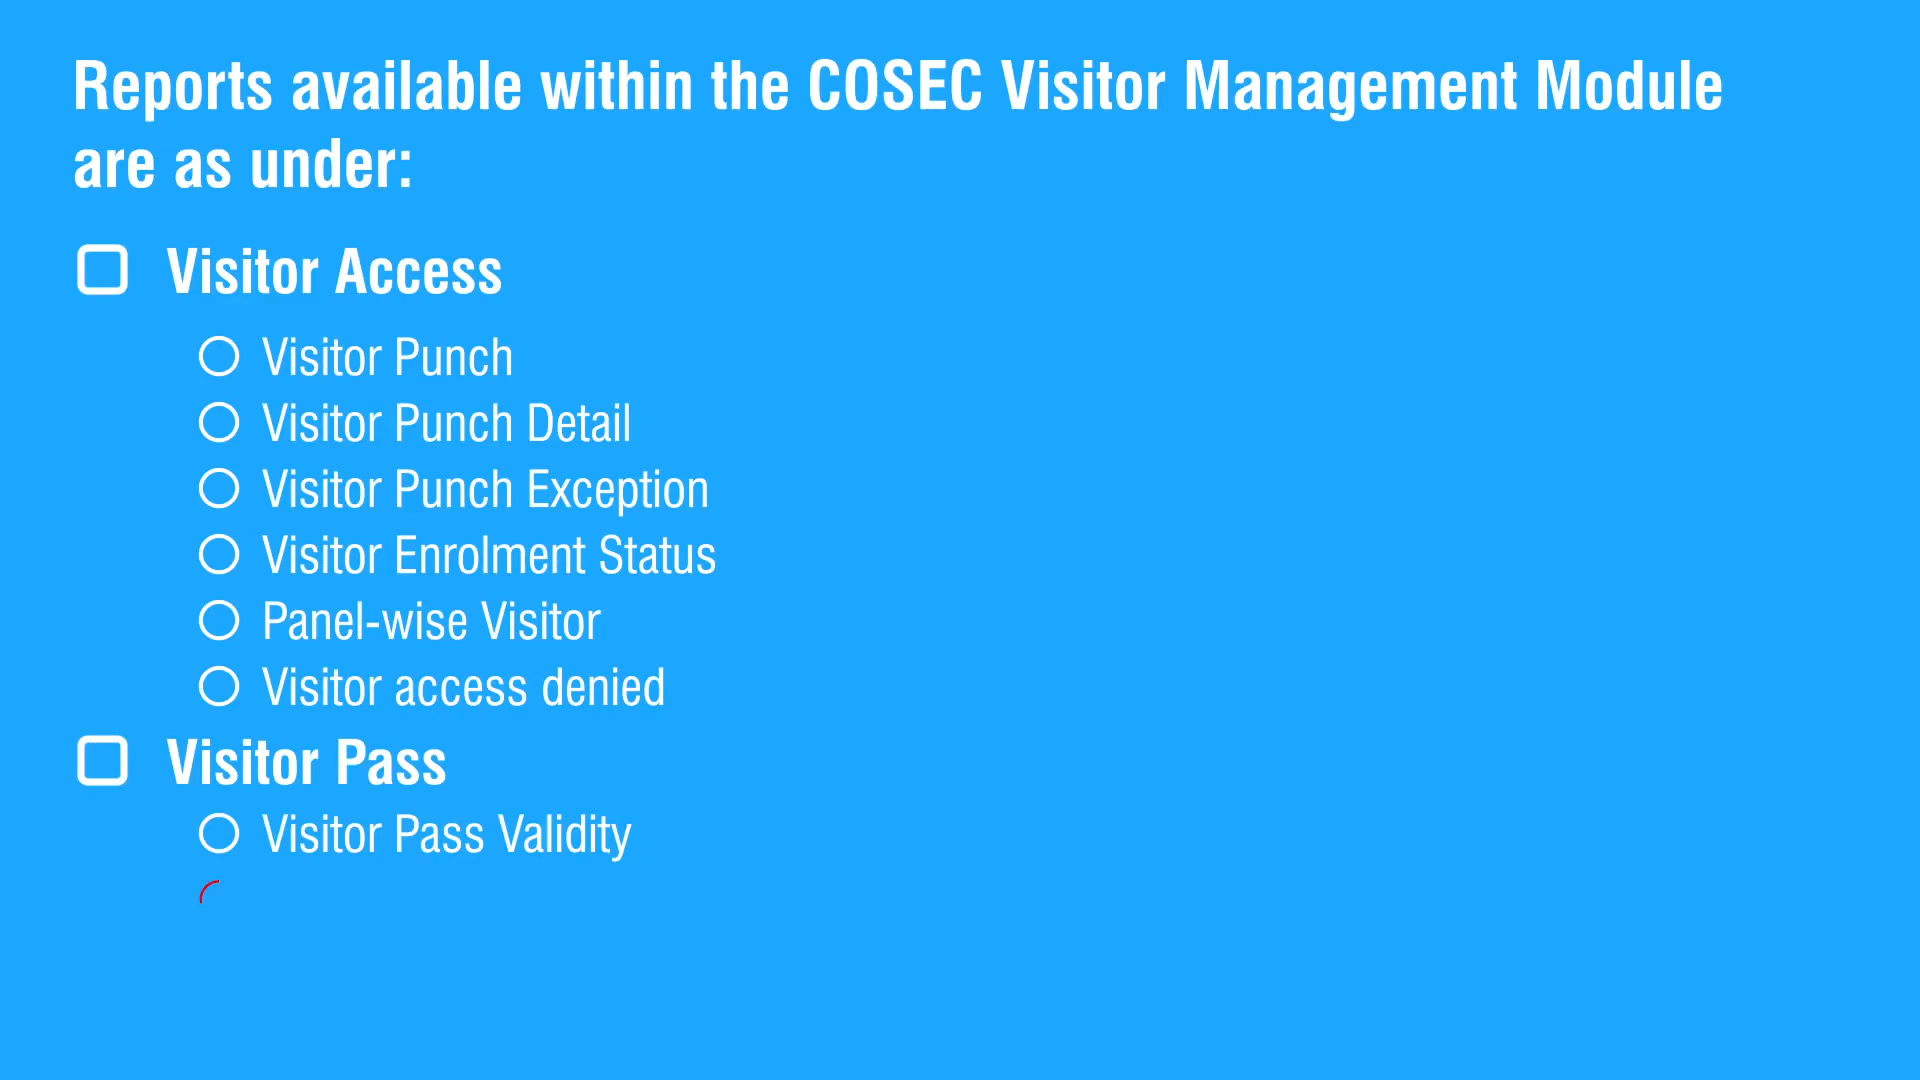 Reports available within the COSEC Visitor Management Module
are as under:
Visitor Access
Visitor Punch
Visitor Punch Detail
Visitor Punch Exception
Visitor Enrolment Status
Panel-wise Visitor
Visitor access denied
Visitor Pass
Visitor Pass Validity